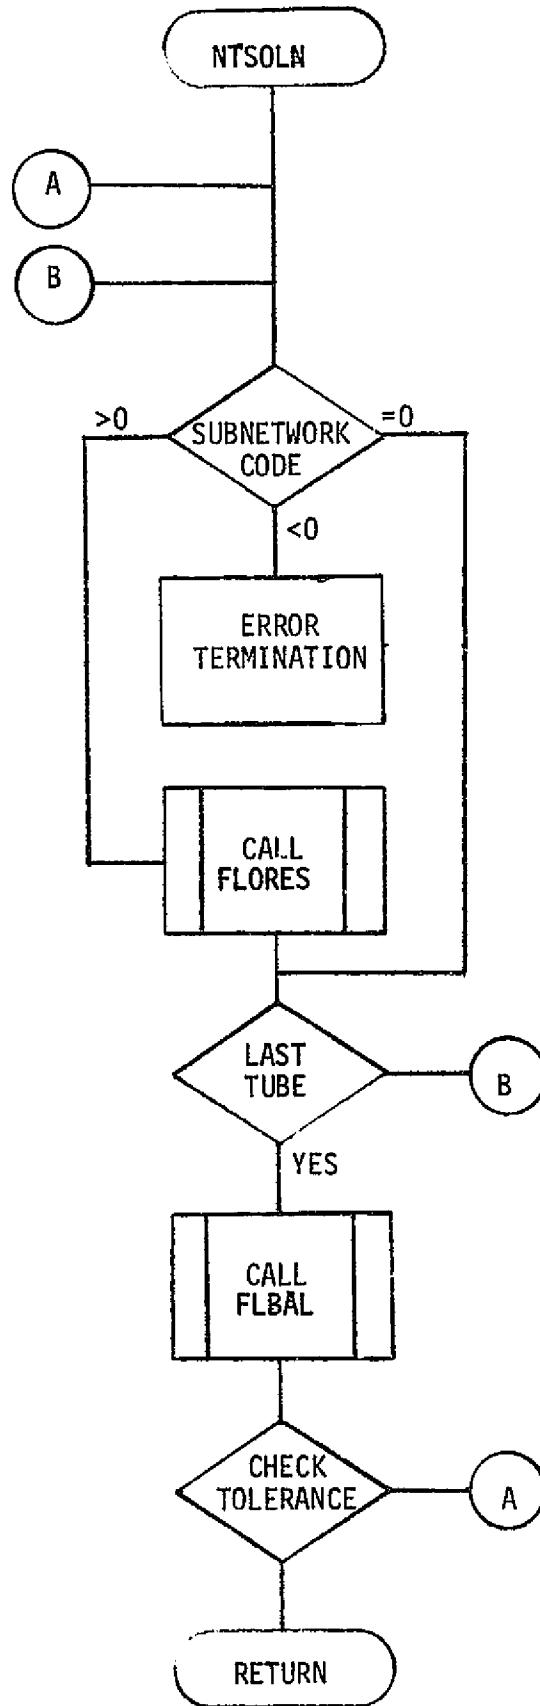 NTSOLN
A
B
>0
SUBNETWORK
CODE
=0
<0
ERROR
TERMINATION
CALL
FLORES
LAST
TUBE
B
YES
CALL
FLBAL
CHECK
TOLERANCE
A
RETURN